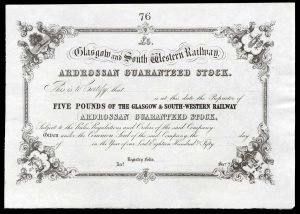 76
£5.
Glasgow and South Western Railway.
ARDROSSAN GUARANTEED STOCK.
This is to Certify that
is at this date the Proprietor of
FIVE POUNDS OF THE GLASGOW & SOUTH-WESTERN RAILWAY
ARDROSSAN GUARANTEED STOCK,
Subject to the Rules, Regulations and Orders of the said Company.
Given under the Common Seal of the said Company, the day
of in the Year of our Lord Eighteen Hundred & Fifty
Registry Folio.